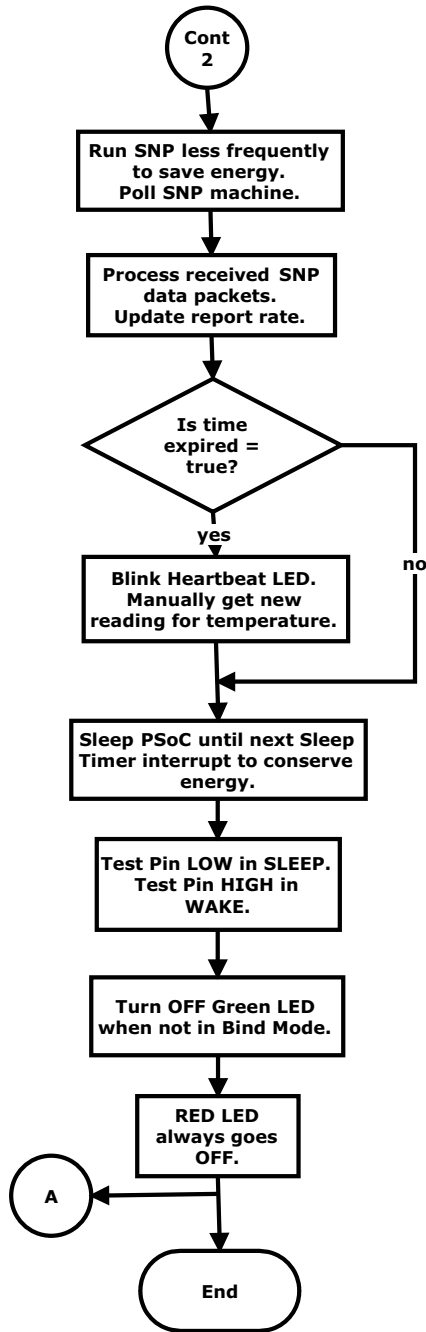 Cont
2
Run SNP less frequently
to save energy.
Poll SNP machine.
Process received SNP
data packets.
Update report rate.
Is time
expired =
true?
yes
no
Blink Heartbeat LED.
Manually get new
reading for temperature.
Sleep PSoC until next Sleep
Timer interrupt to conserve
energy.
Test Pin LOW in SLEEP.
Test Pin HIGH in
WAKE.
Turn OFF Green LED
when not in Bind Mode.
RED LED
always goes
OFF.
A
End